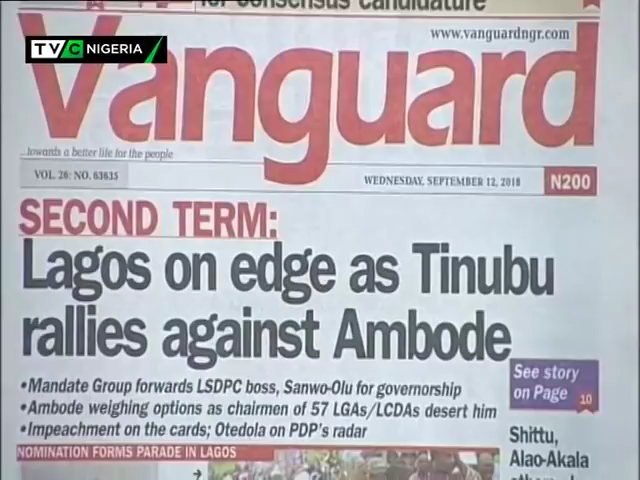 for consensus candidature
TVC NIGERIA
www.vanguardngr.com
Vanguard
...towards a better life for the people
VOL. 26: NO. 63635
WEDNESDAY, SEPTEMBER 12, 2018
N200
SECOND TERM:
Lagos on edge as Tinubu
rallies against Ambode
•Mandate Group forwards LSDPC boss, Sanwo-Olu for governorship
•Ambode weighing options as chairmen of 57 LGAs/LCDAs desert him
•Impeachment on the cards; Otedola on PDP's radar
See story
on Page 10
NOMINATION FORMS PARADE IN LAGOS
Shittu,
Alao-Akala